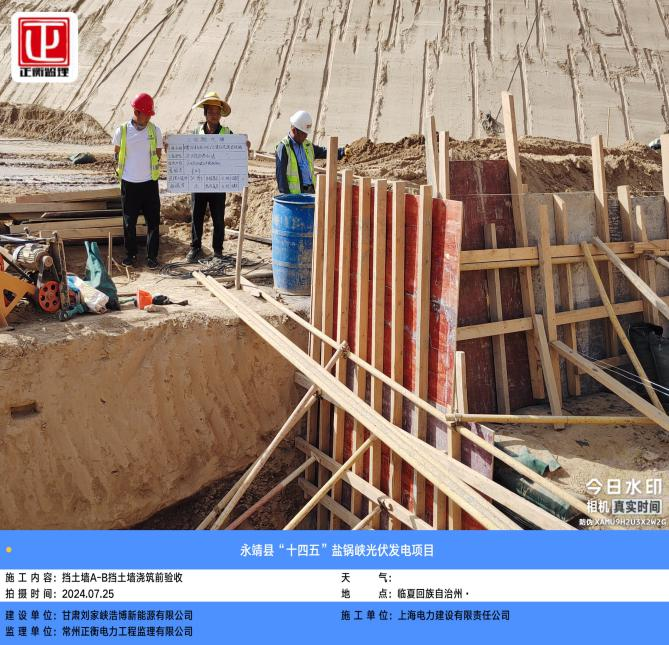 正衡监理
今日水印
相机 真实时间
防伪 XAMU9H2U3X2W2G
永靖县“十四五”盐锅峡光伏发电项目
施工内容：挡土墙A-B挡土墙浇筑前验收
天 气：
拍摄时间：2024.07.25
地 点：临夏回族自治州·
建设单位：甘肃刘家峡浩博新能源有限公司
施工单位：上海电力建设有限责任公司
监理单位：常州正衡电力工程监理有限公司